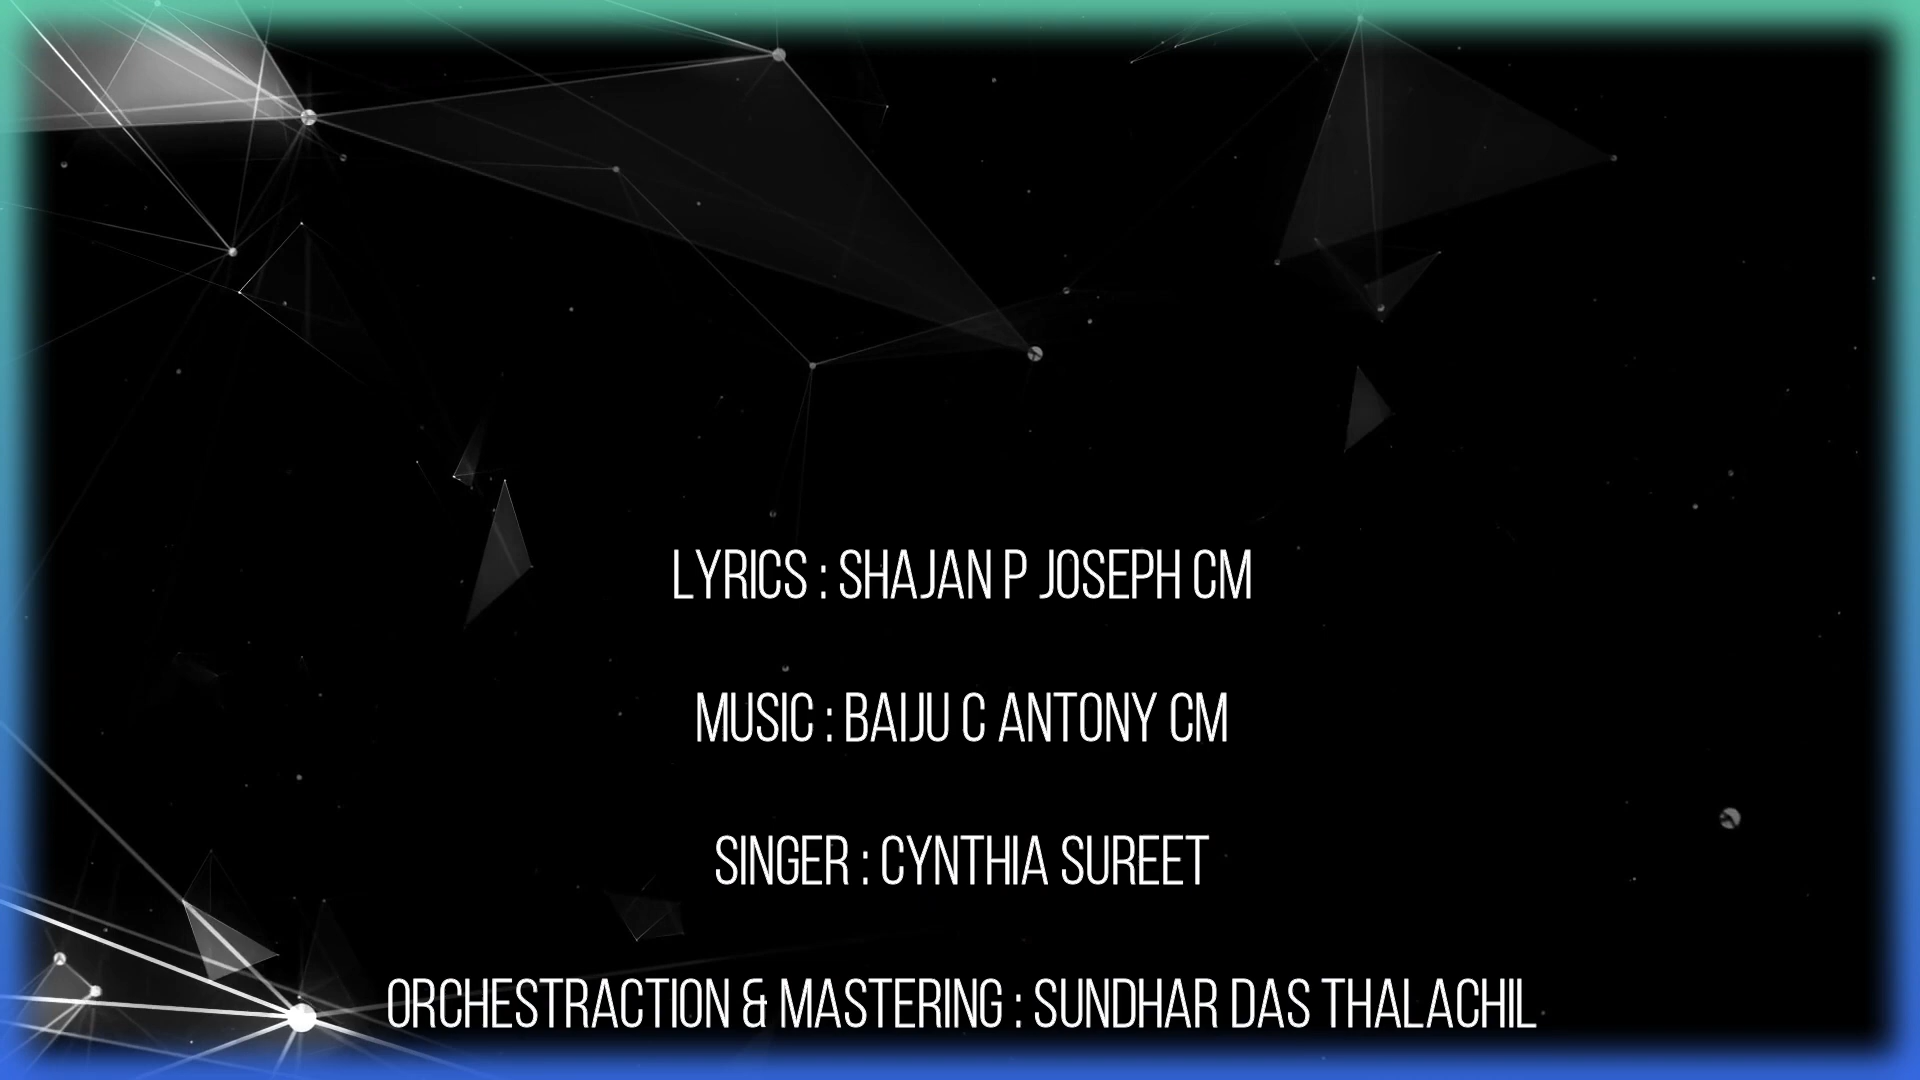 LYRICS : SHAJAN P JOSEPH CM
MUSIC : BAIJU C ANTONY CM
SINGER : CYNTHIA SUREET
ORCHESTRACTION & MASTERING : SUNDHAR DAS THALACHIL